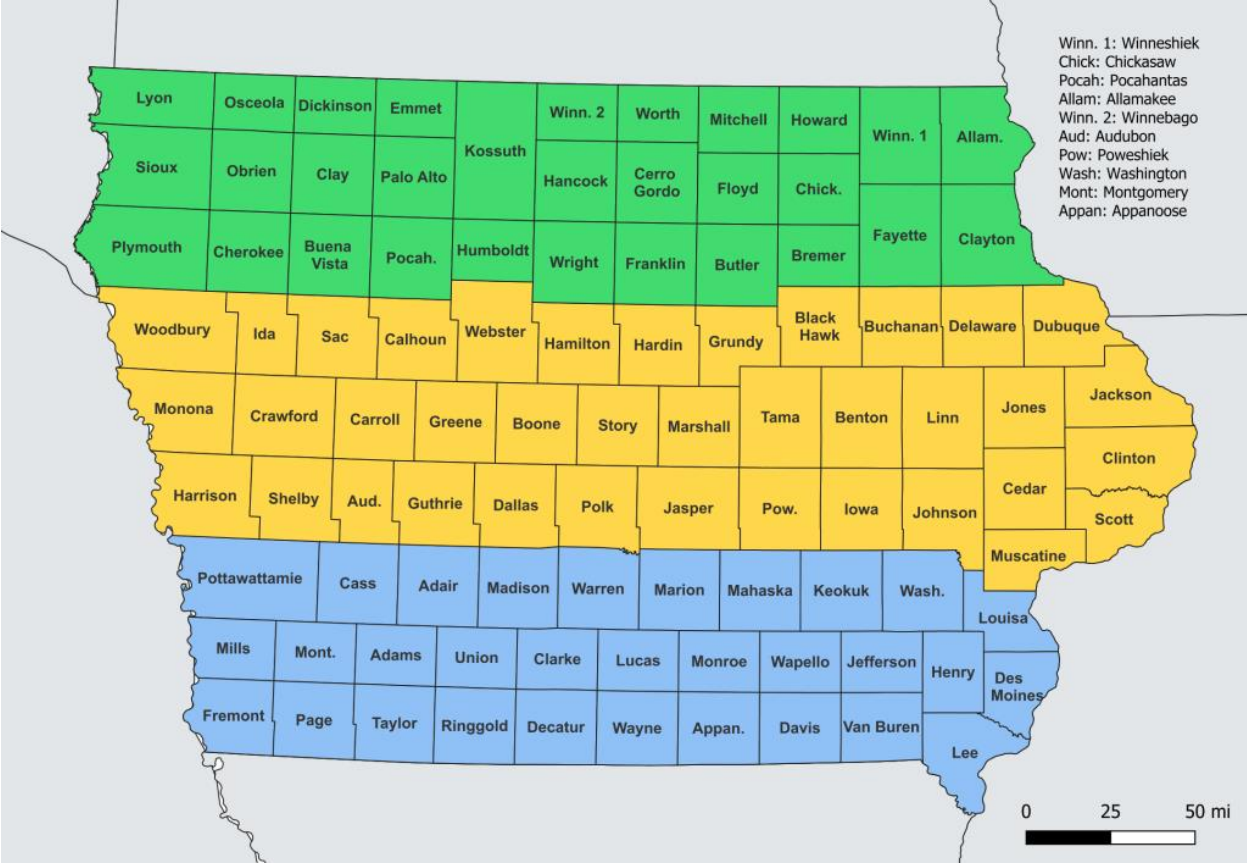 Winn. 1: Winneshiek
Chick: Chickasaw
Pocah: Pocahantas
Allam: Allamakee
Winn. 2: Winnebago
Aud: Audubon
Pow: Poweshiek
Wash: Washington
Mont: Montgomery
Appan: Appanoose
Lyon
Osceola
Dickinson
Emmet
Kossuth
Winn. 2
Worth
Mitchell
Howard
Winn. 1
Allam.
Sioux
Obrien
Clay
Palo Alto
Hancock
Cerro
Gordo
Floyd
Chick.
Plymouth
Cherokee
Buena
Vista
Pocah.
Humboldt
Wright
Franklin
Butler
Bremer
Fayette
Clayton
Woodbury
Ida
Sac
Calhoun
Webster
Hamilton
Hardin
Grundy
Black
Hawk
Buchanan
Delaware
Dubuque
Monona
Crawford
Carroll
Greene
Boone
Story
Marshall
Tama
Benton
Linn
Jones
Jackson
Clinton
Harrison
Shelby
Aud.
Guthrie
Dallas
Polk
Jasper
Pow.
Iowa
Johnson
Cedar
Scott
Muscatine
Pottawattamie
Cass
Adair
Madison
Warren
Marion
Mahaska
Keokuk
Wash.
Louisa
Mills
Mont.
Adams
Union
Clarke
Lucas
Monroe
Wapello
Jefferson
Henry
Des
Moines
Fremont
Page
Taylor
Ringgold
Decatur
Wayne
Appan.
Davis
Van Buren
Lee
0 25 50 mi